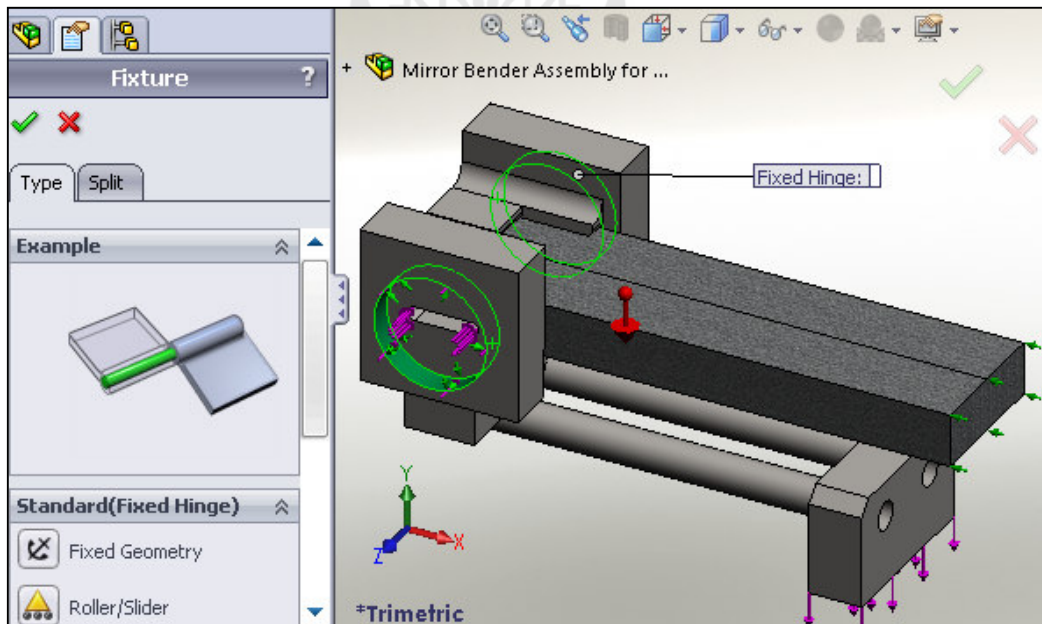 Fixture ?
Type Split
Example
Standard(Fixed Hinge)
Fixed Geometry
Roller/Slider
+ Mirror Bender Assembly for ...
Fixed Hinge:
Y
X
Z
*Trimetric